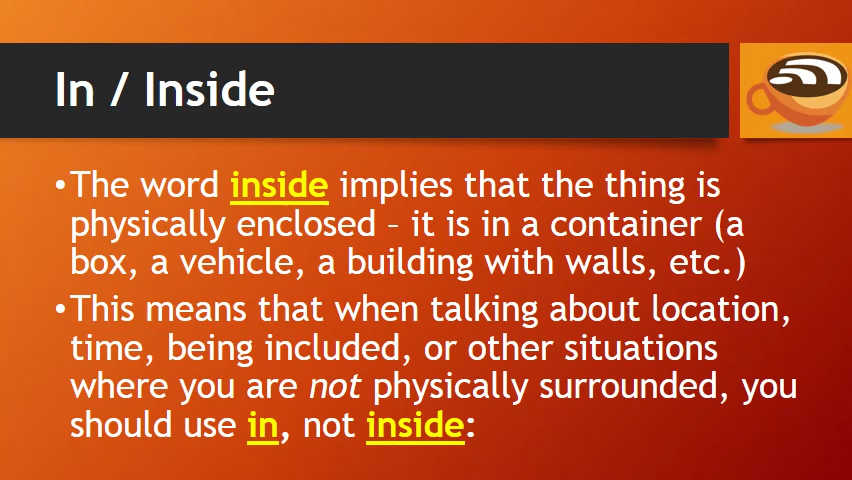 In / Inside
•The word inside implies that the thing is
physically enclosed – it is in a container (a
box, a vehicle, a building with walls, etc.)
•This means that when talking about location,
time, being included, or other situations
where you are not physically surrounded, you
should use in, not inside: